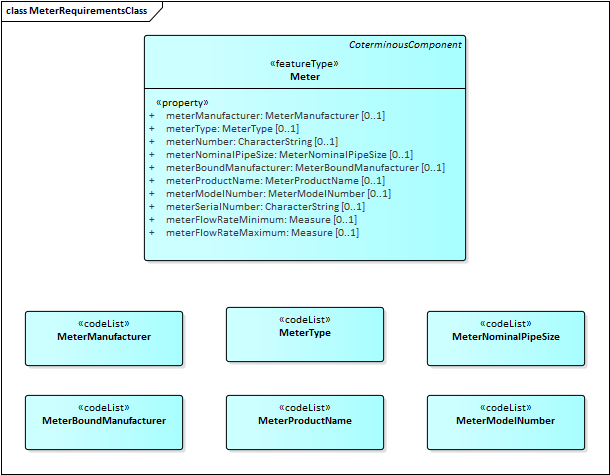 class MeterRequirementsClass
CoterminousComponent
«featureType»
Meter
«property»
+ meterManufacturer: MeterManufacturer [0..1]
+ meterType: MeterType [0..1]
+ meterNumber: CharacterString [0..1]
+ meterNominalPipeSize: MeterNominalPipeSize [0..1]
+ meterBoundManufacturer: MeterBoundManufacturer [0..1]
+ meterProductName: MeterProductName [0..1]
+ meterModelNumber: MeterModelNumber [0..1]
+ meterSerialNumber: CharacterString [0..1]
+ meterFlowRateMinimum: Measure [0..1]
+ meterFlowRateMaximum: Measure [0..1]
«codeList»
MeterManufacturer
«codeList»
MeterType
«codeList»
MeterNominalPipeSize
«codeList»
MeterBoundManufacturer
«codeList»
MeterProductName
«codeList»
MeterModelNumber